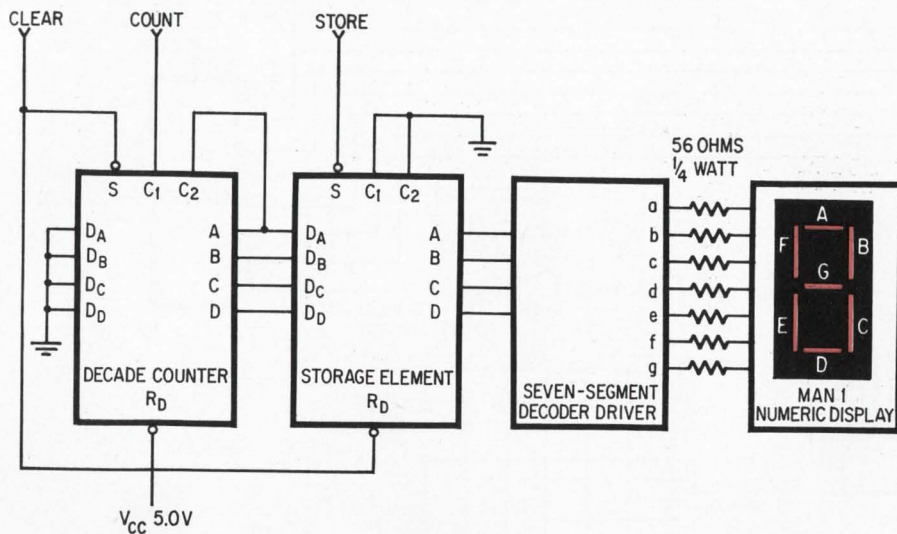 CLEAR COUNT STORE
56 OHMS
1/4 WATT
S C1 C2
S C1 C2
DA A
DB B
DC C
DD D
DECADE COUNTER
RD
DA A
DB B
DC C
DD D
STORAGE ELEMENT
RD
a
b
c
d
e
f
g
SEVEN-SEGMENT
DECODER DRIVER
A
F B
G
E C
D
MAN 1
NUMERIC DISPLAY
VCC 5.0V